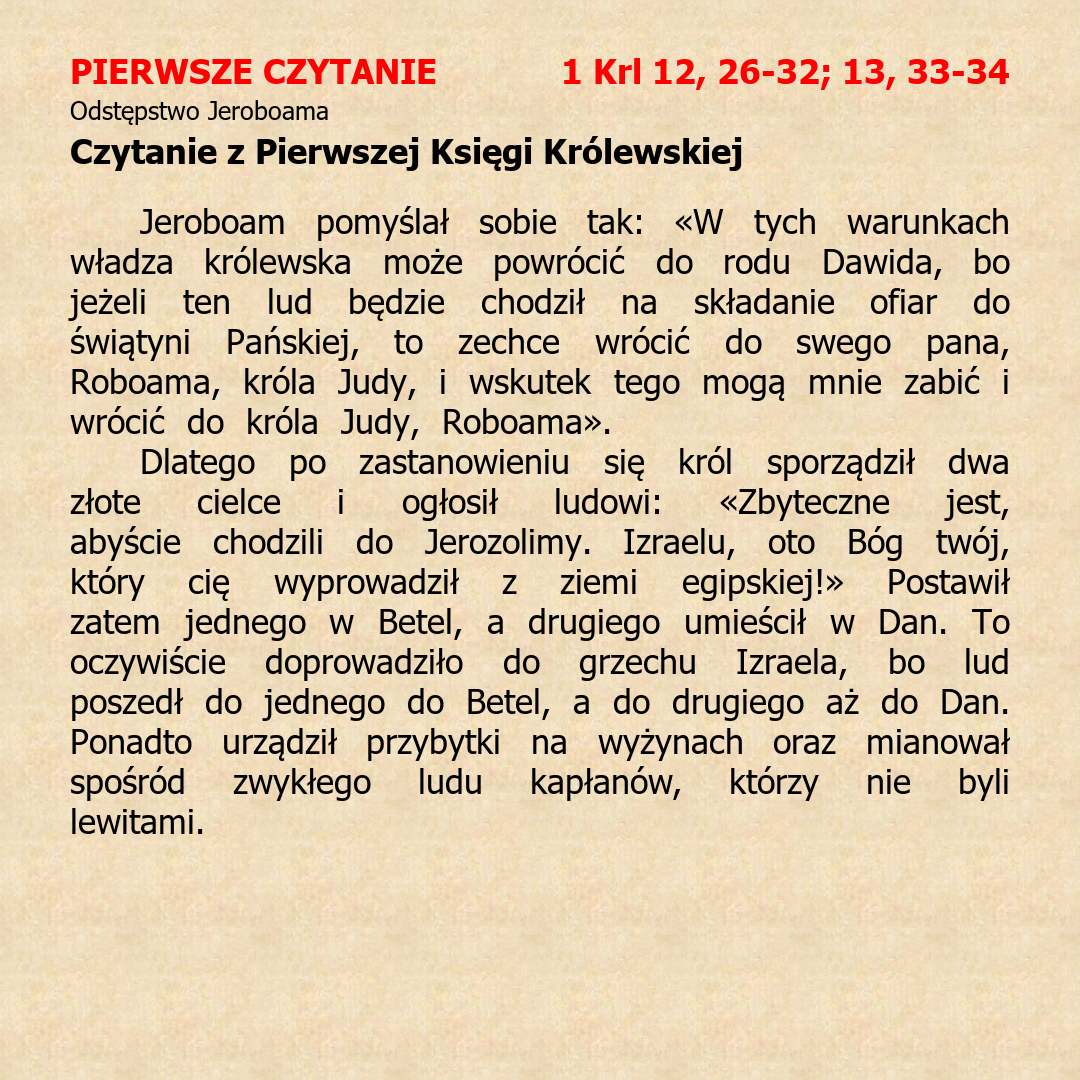 PIERWSZE CZYTANIE 1 Krl 12, 26-32; 13, 33-34
Odstępstwo Jeroboama
Czytanie z Pierwszej Księgi Królewskiej
Jeroboam pomyślał sobie tak: «W tych warunkach
władza królewska może powrócić do rodu Dawida, bo
jeżeli ten lud będzie chodził na składanie ofiar do
świątyni Pańskiej, to zechce wrócić do swego pana,
Roboama, króla Judy, i wskutek tego mogą mnie zabić i
wrócić do króla Judy, Roboama».
Dlatego po zastanowieniu się król sporządził dwa
złote cielce i ogłosił ludowi: «Zbyteczne jest,
abyście chodzili do Jerozolimy. Izraelu, oto Bóg twój,
który cię wyprowadził z ziemi egipskiej!» Postawił
zatem jednego w Betel, a drugiego umieścił w Dan. To
oczywiście doprowadziło do grzechu Izraela, bo lud
poszedł do jednego do Betel, a do drugiego aż do Dan.
Ponadto urządził przybytki na wyżynach oraz mianował
spośród zwykłego ludu kapłanów, którzy nie byli
lewitami.